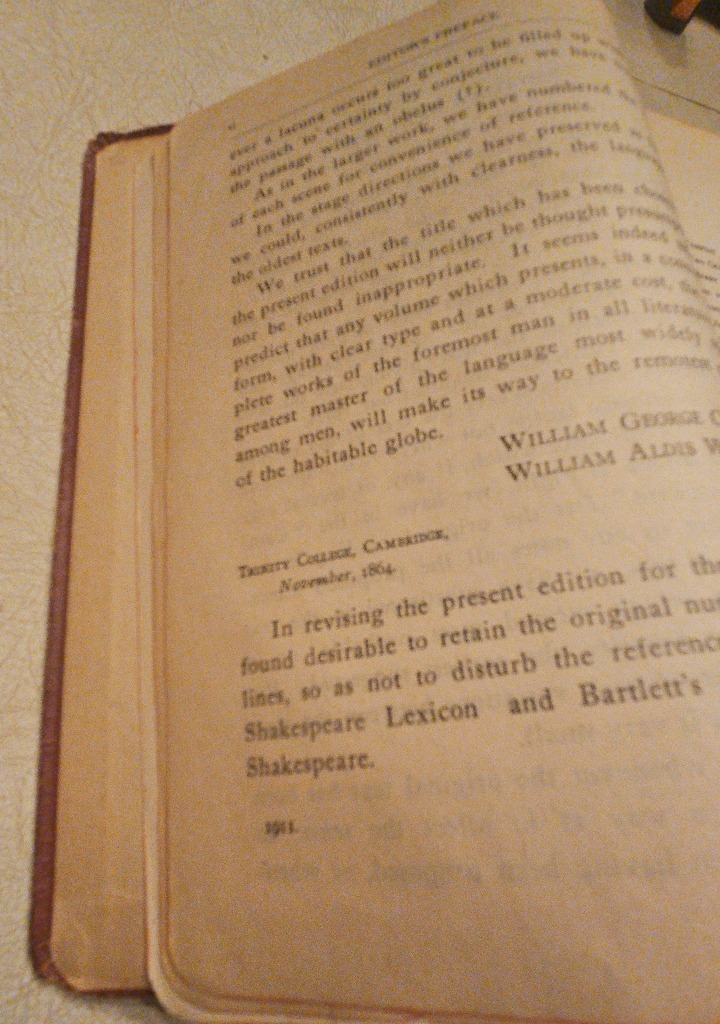 EDITOR'S PREFACE
ever a lacuna occurs too great to be filled up
approach to certainty by conjecture, we have
the passage with an obelus (†).
As in the larger work, we have numbered the
of each scene for convenience of reference.
In the stage directions we have preserved
we could, consistently with clearness, the
the oldest texts.
We trust that the title which has been
the present edition will neither be thought
nor be found inappropriate. It seems indeed
predict that any volume which presents, in a
form, with clear type and at a moderate cost, the
plete works of the foremost man in all
greatest master of the language most widely
among men, will make its way to the
of the habitable globe.
WILLIAM GEORGE C
WILLIAM ALDIS W
TRINITY COLLEGE, CAMBRIDGE,
November, 1864.
In revising the present edition for the
found desirable to retain the original
lines, so as not to disturb the
Shakespeare Lexicon and Bartlett's
Shakespeare.
1911.